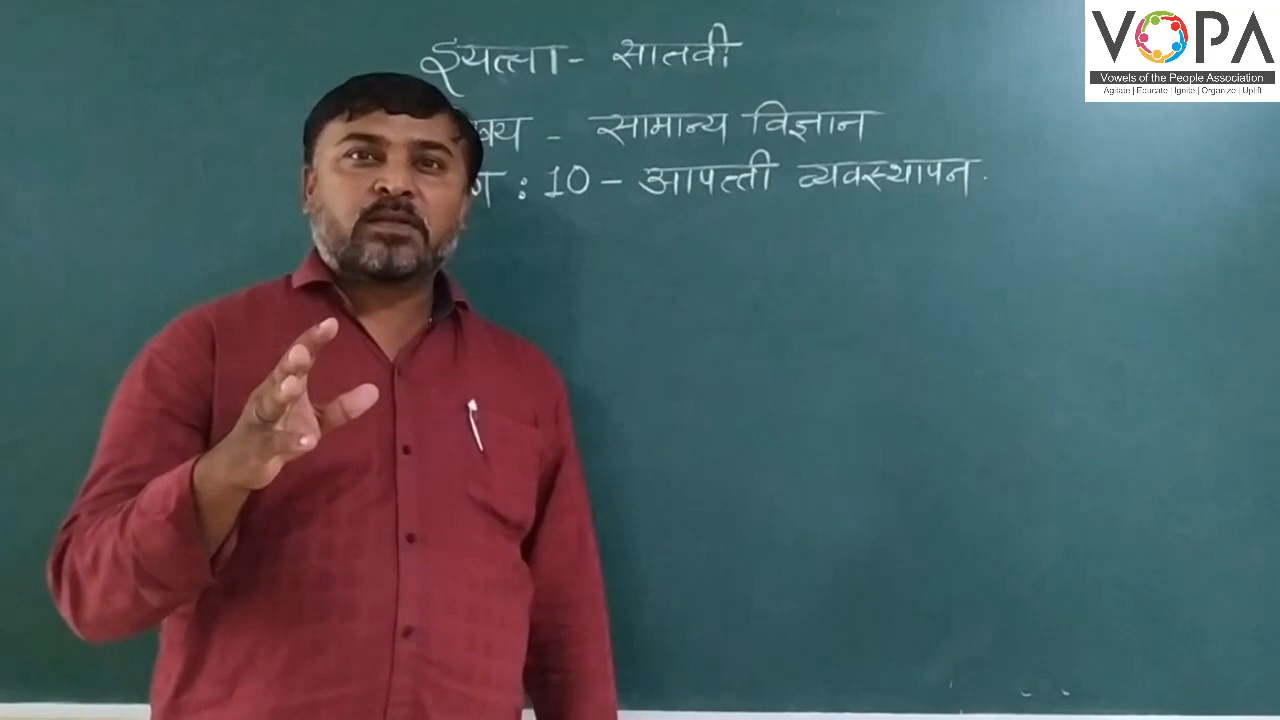 इयत्ता - सातवी
- सामान्य विज्ञान
: 10 - आपत्ती व्यवस्थापन.
VOPA
Vowels of the People Association
Agitate | Educate | Ignite | Organize | Uplift